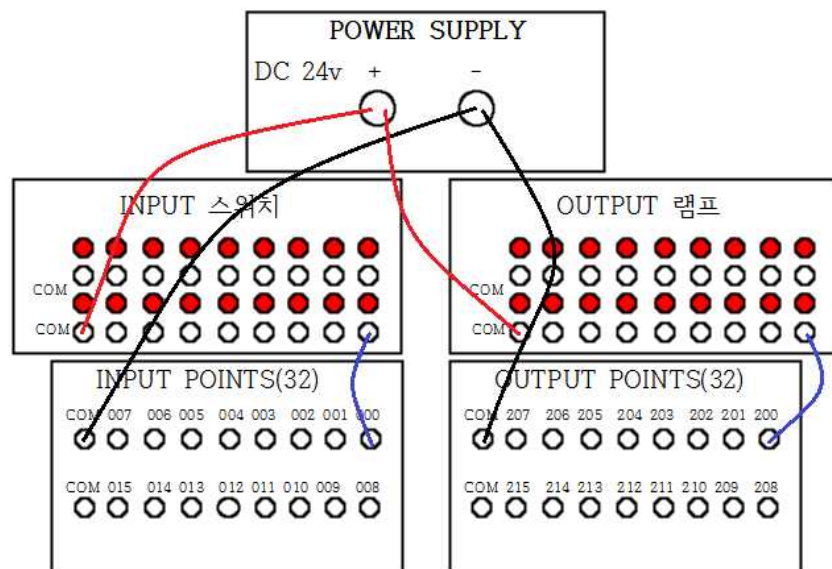 POWER SUPPLY
DC 24v + -
INPUT 스위치
COM
COM
OUTPUT 램프
COM
COM
INPUT POINTS(32)
COM 007 006 005 004 003 002 001 000
COM 015 014 013 012 011 010 009 008
OUTPUT POINTS(32)
COM 207 206 205 204 203 202 201 200
COM 215 214 213 212 211 210 209 208